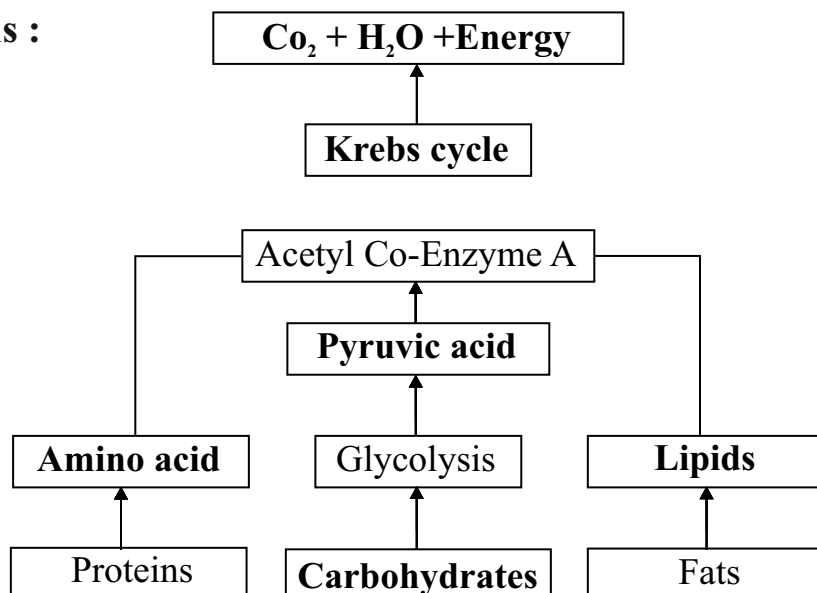 s :
Co₂ + H₂O +Energy
Krebs cycle
Acetyl Co-Enzyme A
Pyruvic acid
Amino acid Glycolysis Lipids
Proteins Carbohydrates Fats